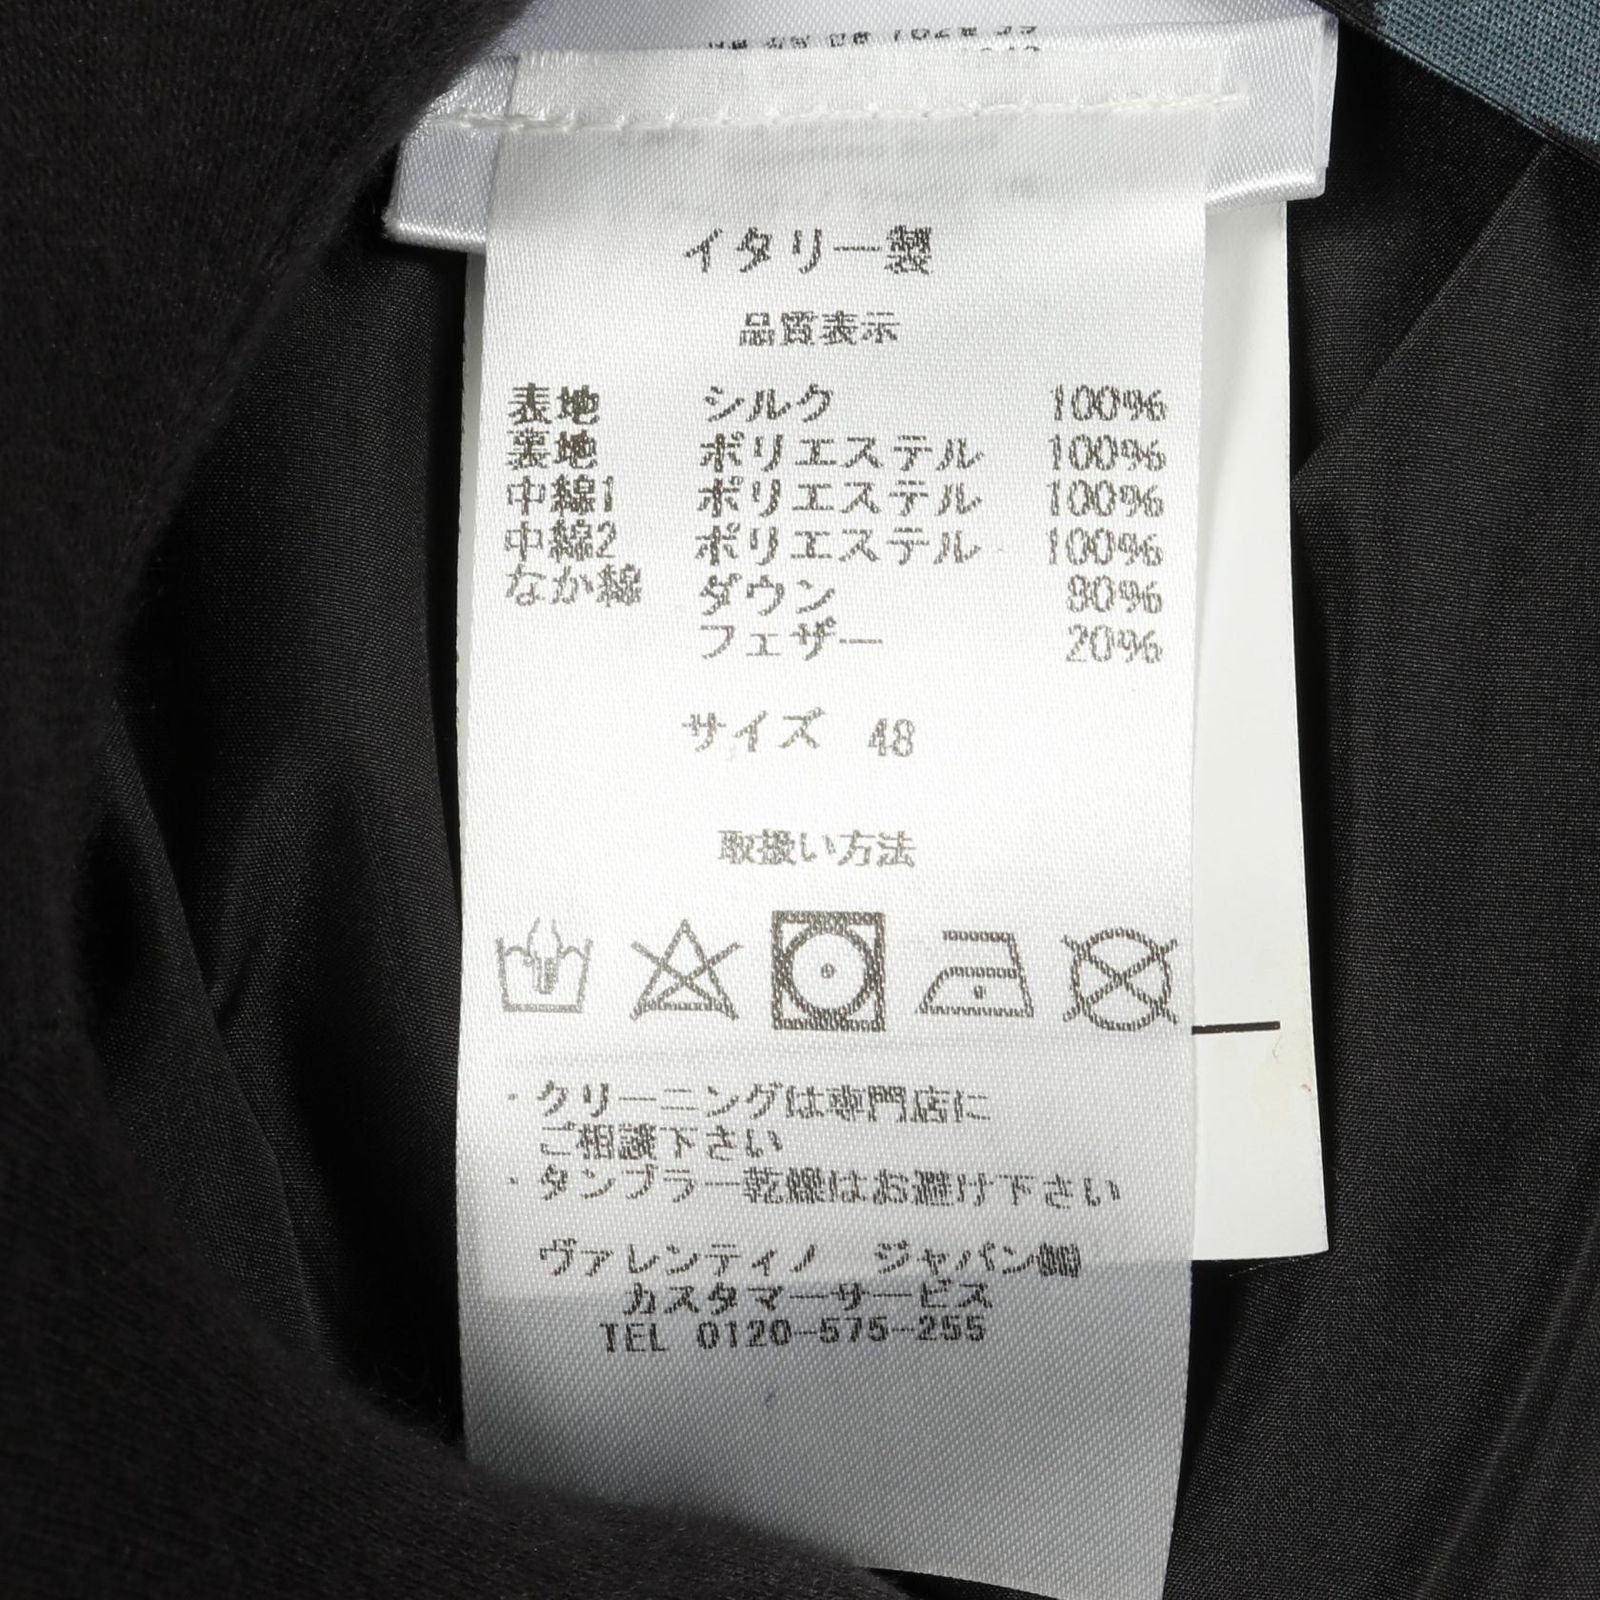 イタリー製
品質表示
表地 シルク 100%
裏地 ポリエステル 100%
中綿1 ポリエステル 100%
中綿2 ポリエステル 100%
なか綿 ダウン 80%
フェザー 20%
サイズ 48
取扱い方法
・クリーニングは専門店に
ご相談下さい
・タンブラー乾燥はお避け下さい
ヴァレンティノ ジャパン㈱
カスタマーサービス
TEL 0120-575-255